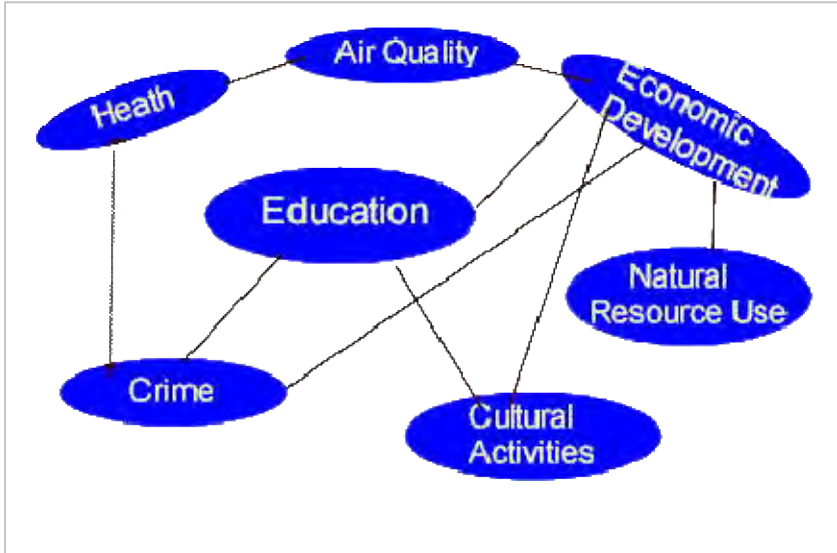 Air Quality
Heath
Economic
Development
Education
Natural
Resource Use
Crime
Cultural
Activities